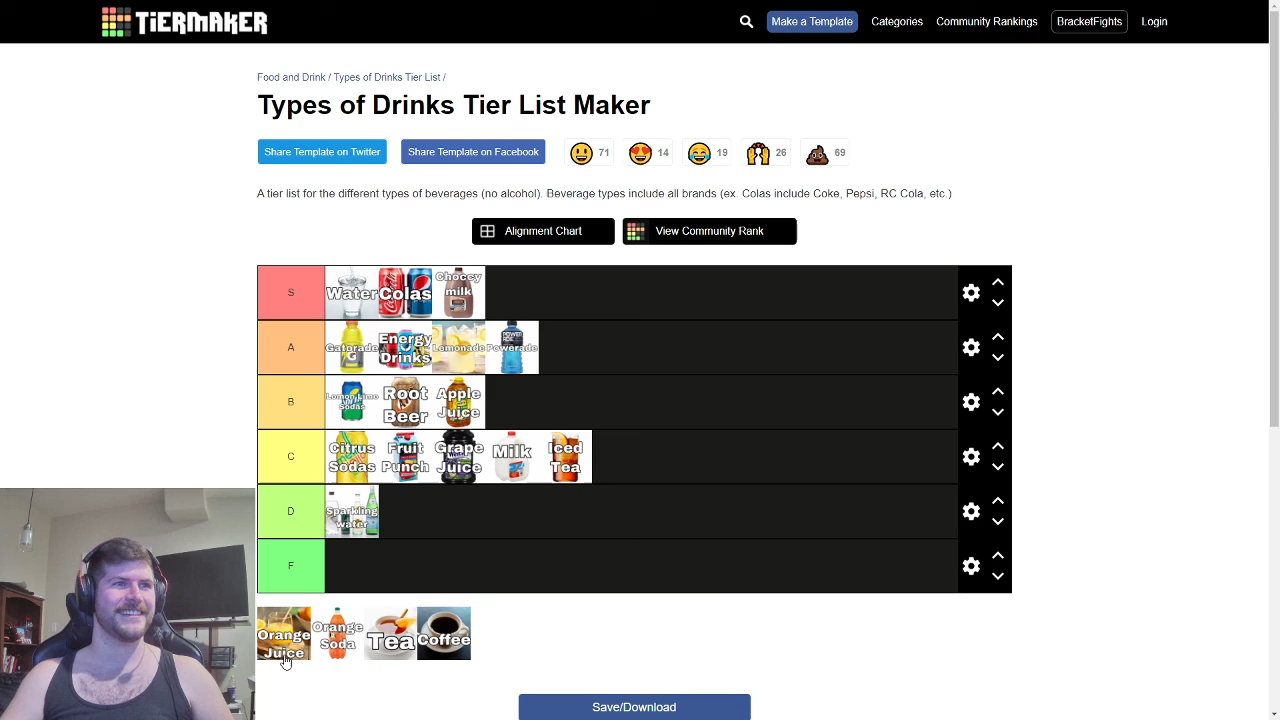 TIERMAKER
Make a Template
Categories
Community Rankings
BracketFights
Login
Food and Drink / Types of Drinks Tier List /
Types of Drinks Tier List Maker
Share Template on Twitter
Share Template on Facebook
71
14
19
26
69
A tier list for the different types of beverages (no alcohol). Beverage types include all brands (ex. Colas include Coke, Pepsi, RC Cola, etc.)
Alignment Chart
View Community Rank
S
Water
Colas
Choccy
milk
A
Gatorade
Energy
Drinks
Lemonade
Powerade
B
Lemon-Lime
Sodas
Root
Beer
Apple
Juice
C
Citrus
Sodas
Fruit
Punch
Grape
Juice
Milk
Iced
Tea
D
Sparkling
water
F
Orange
Juice
Orange
Soda
Tea
Coffee
Save/Download